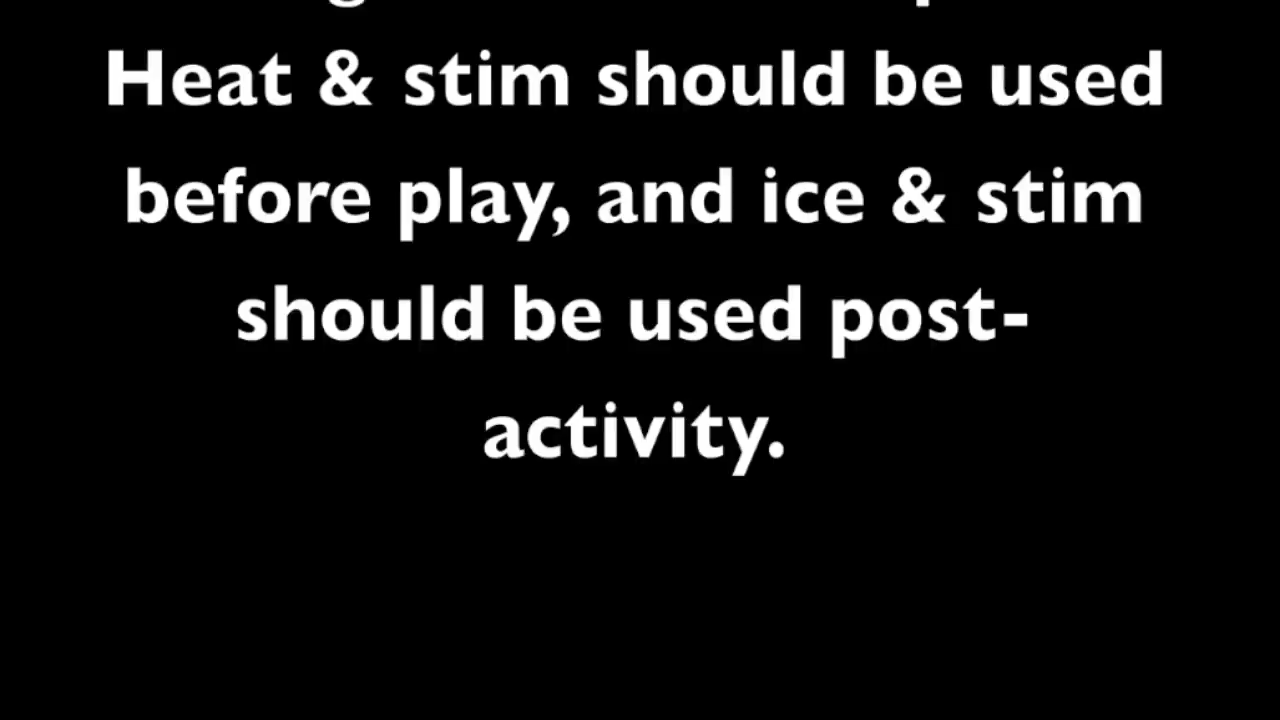 Heat & stim should be used
before play, and ice & stim
should be used post-
activity.